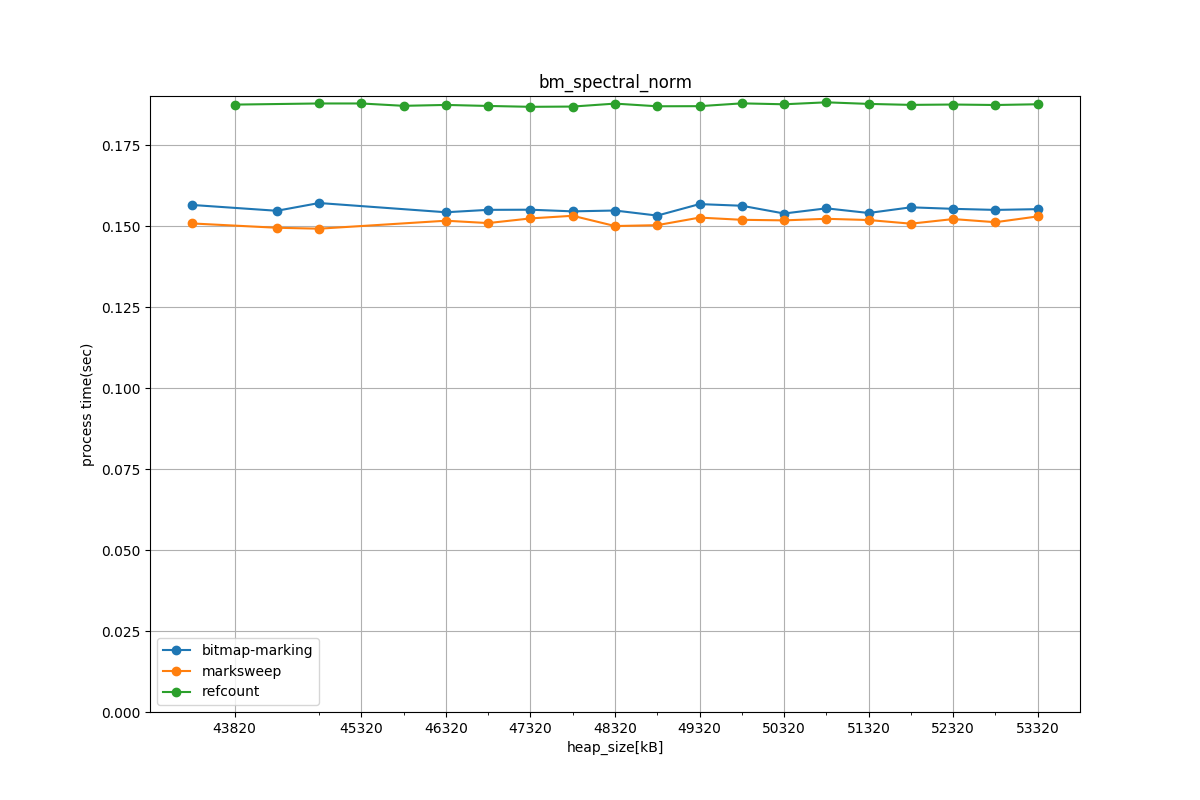 bm_spectral_norm
process time(sec)
0.175
0.150
0.125
0.100
0.075
0.050
0.025
0.000
bitmap-marking
marksweep
refcount
43820 45320 46320 47320 48320 49320 50320 51320 52320 53320
heap_size[kB]